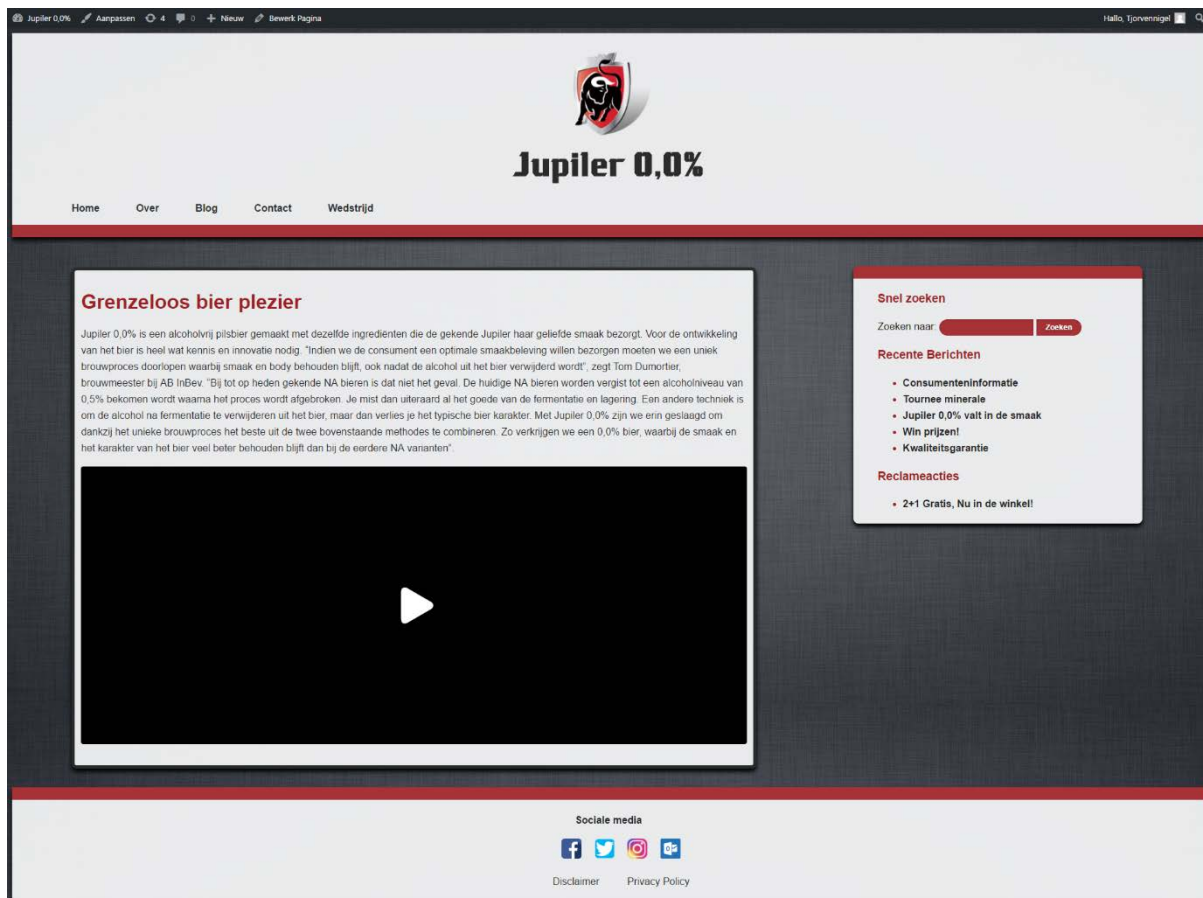 Jupiler 0,0% Aanpassen 4 0 Nieuw Bewerk Pagina Hallo, Tjorvennigel
Jupiler 0,0%
Home Over Blog Contact Wedstrijd
Grenzeloos bier plezier
Jupiler 0,0% is een alcoholvrij pilsbier gemaakt met dezelfde ingrediënten die de gekende Jupiler haar geliefde smaak bezorgt. Voor de ontwikkeling
van het bier is heel wat kennis en innovatie nodig. "Indien we de consument een optimale smaakbeleving willen bezorgen moeten we een uniek
brouwproces doorlopen waarbij smaak en body behouden blijft, ook nadat de alcohol uit het bier verwijderd wordt", zegt Tom Dumortier,
brouwmeester bij AB InBev. "Bij tot op heden gekende NA bieren is dat niet het geval. De huidige NA bieren worden vergist tot een alcoholniveau van
0,5% bekomen wordt waarna het proces wordt afgebroken. Je mist dan uiteraard al het goede van de fermentatie en lagering. Een andere techniek is
om de alcohol na fermentatie te verwijderen uit het bier, maar dan verlies je het typische bier karakter. Met Jupiler 0,0% zijn we erin geslaagd om
dankzij het unieke brouwproces het beste uit de twee bovenstaande methodes te combineren. Zo verkrijgen we een 0,0% bier, waarbij de smaak en
het karakter van het bier veel beter behouden blijft dan bij de eerdere NA varianten".
Snel zoeken
Zoeken naar: Zoeken
Recente Berichten
• Consumenteninformatie
• Tournee minerale
• Jupiler 0,0% valt in de smaak
• Win prijzen!
• Kwaliteitsgarantie
Reclameacties
• 2+1 Gratis, Nu in de winkel!
Sociale media
Disclaimer Privacy Policy